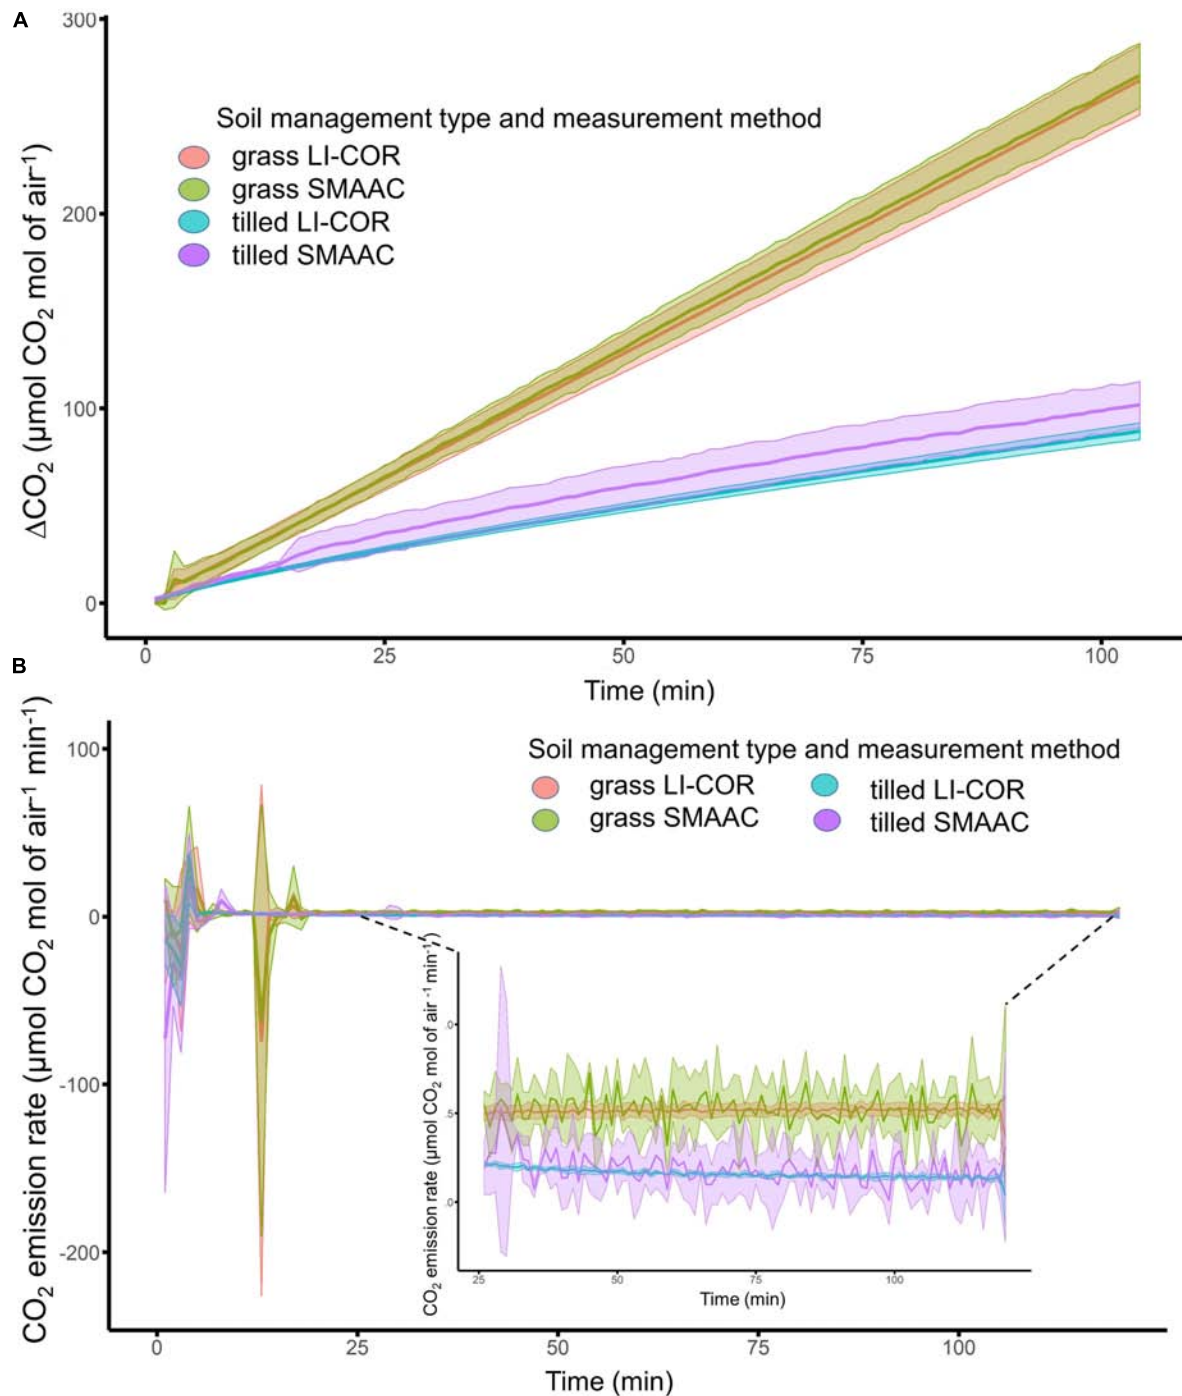 A
300
200
100
0
ΔCO₂ (µmol CO₂ mol of air⁻¹)
Soil management type and measurement method
grass LI-COR
grass SMAAC
tilled LI-COR
tilled SMAAC
0 25 50 75 100
Time (min)
B
100
0
-100
-200
CO₂ emission rate (µmol CO₂ mol of air⁻¹ min⁻¹)
Soil management type and measurement method
grass LI-COR tilled LI-COR
grass SMAAC tilled SMAAC
CO₂ emission rate (µmol CO₂ mol of air ⁻¹ min⁻¹)
.0
.5
.0
25 50 75 100
Time (min)
0 25 50 75 100
Time (min)